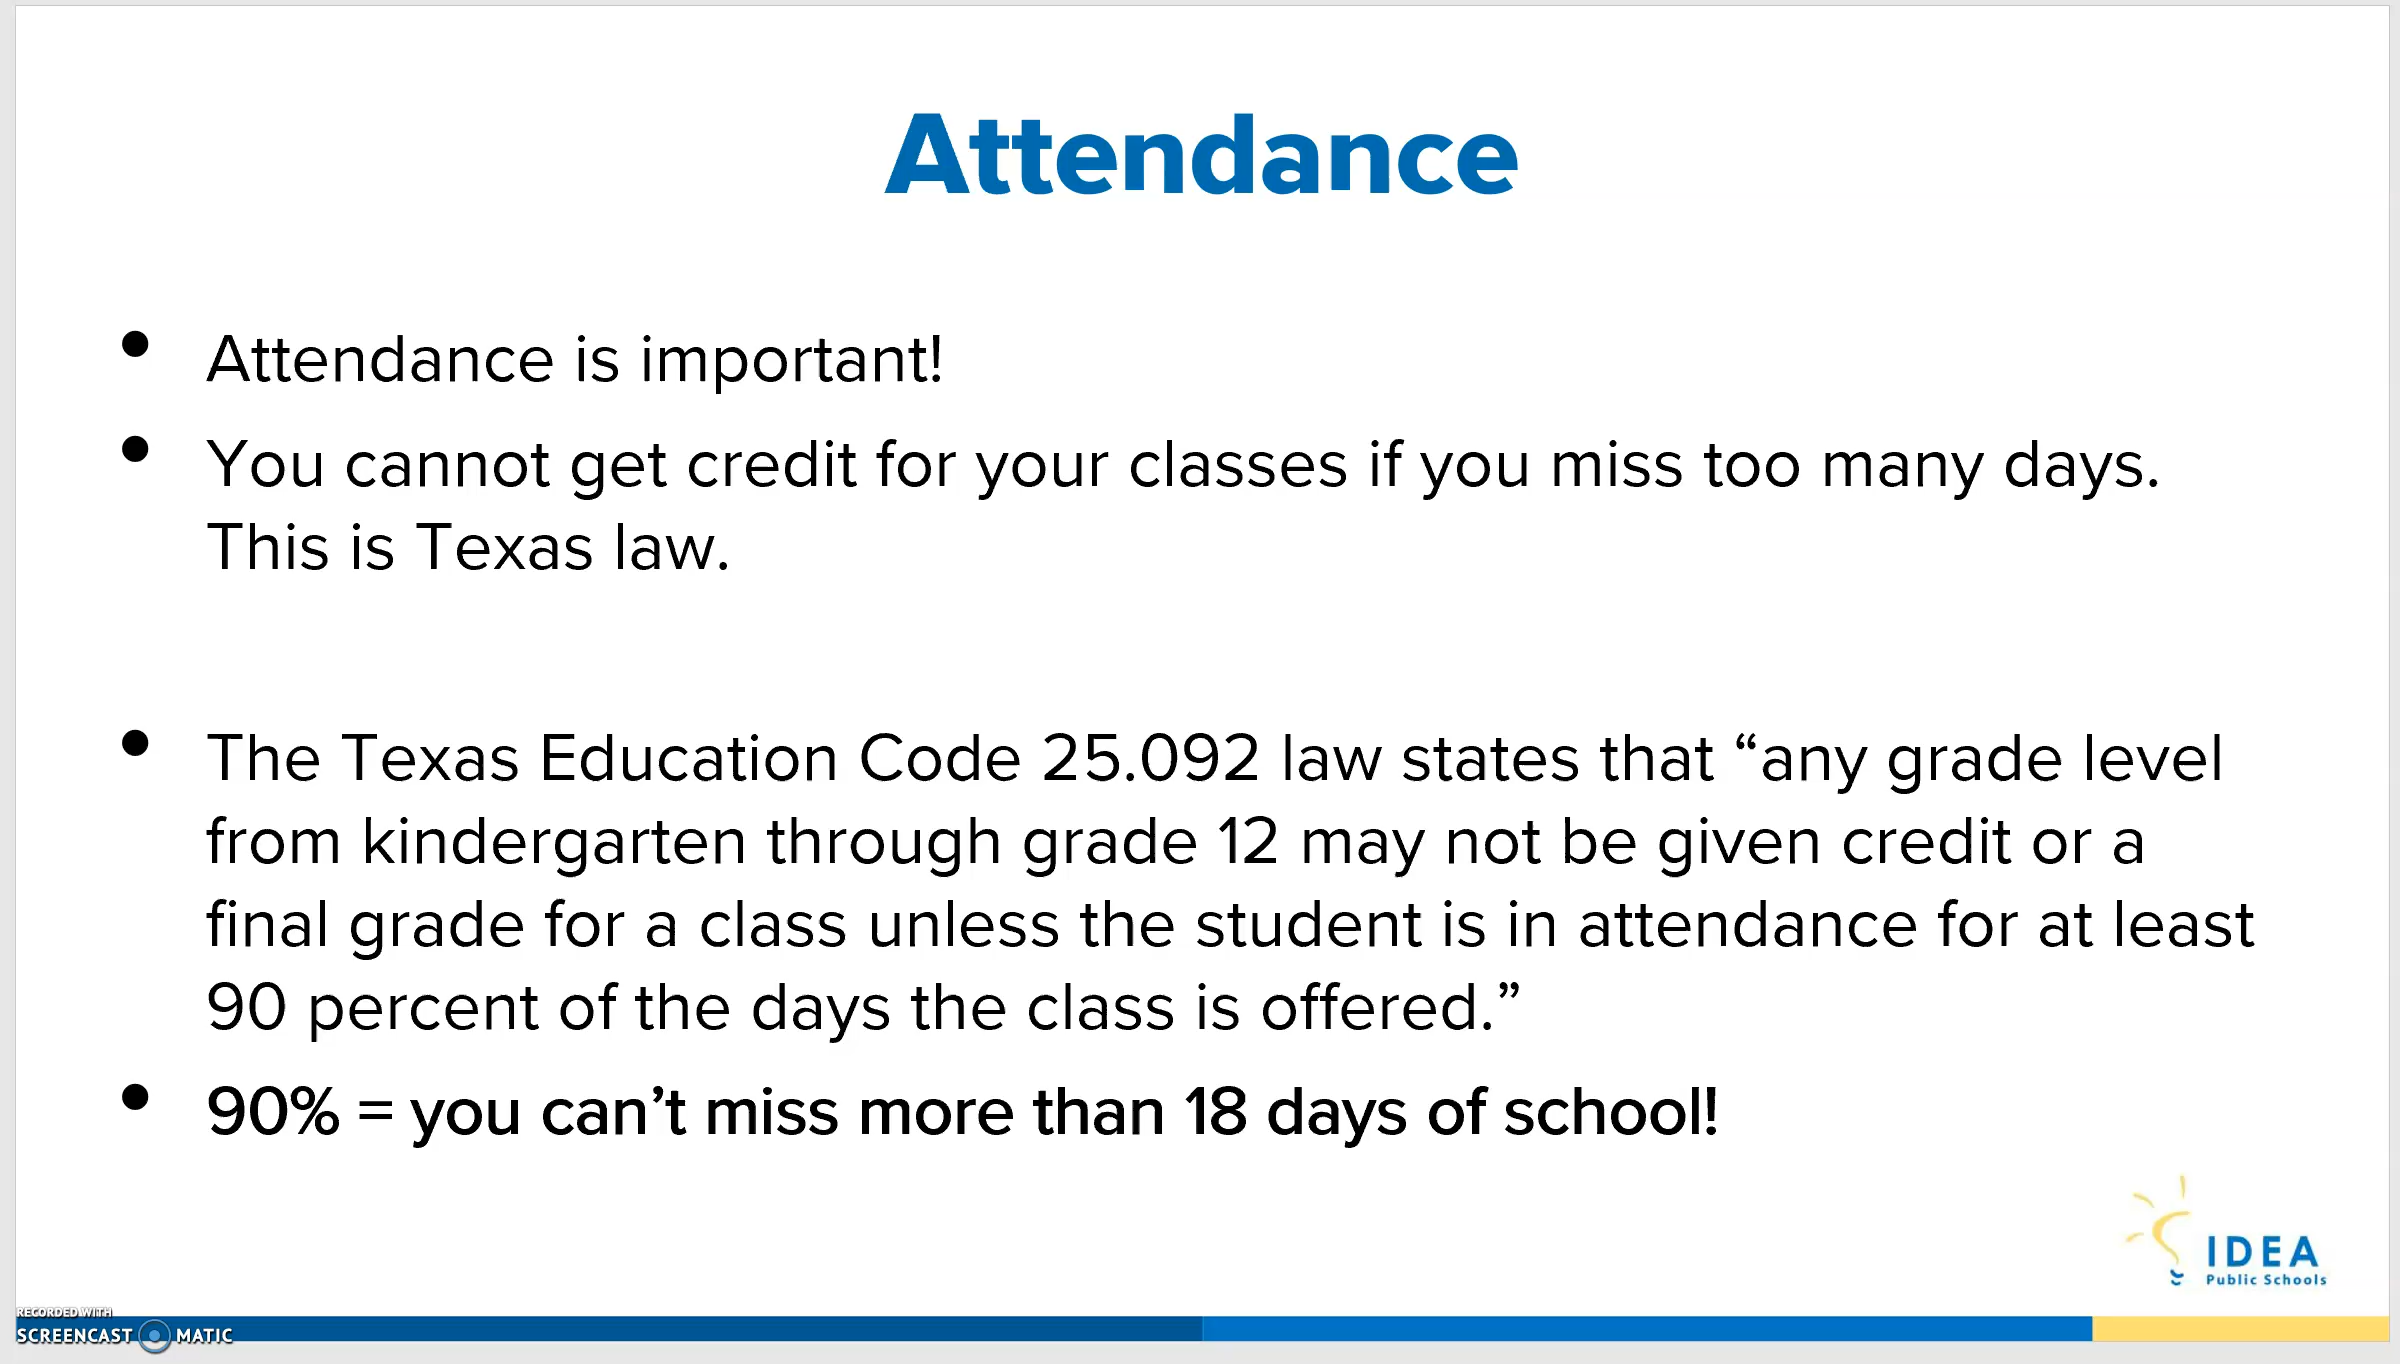 Attendance
• Attendance is important!
• You cannot get credit for your classes if you miss too many days.
This is Texas law.
• The Texas Education Code 25.092 law states that “any grade level
from kindergarten through grade 12 may not be given credit or a
final grade for a class unless the student is in attendance for at least
90 percent of the days the class is offered.”
• 90% = you can’t miss more than 18 days of school!
IDEA
Public Schools
RECORDED WITH
SCREENCAST MATIC